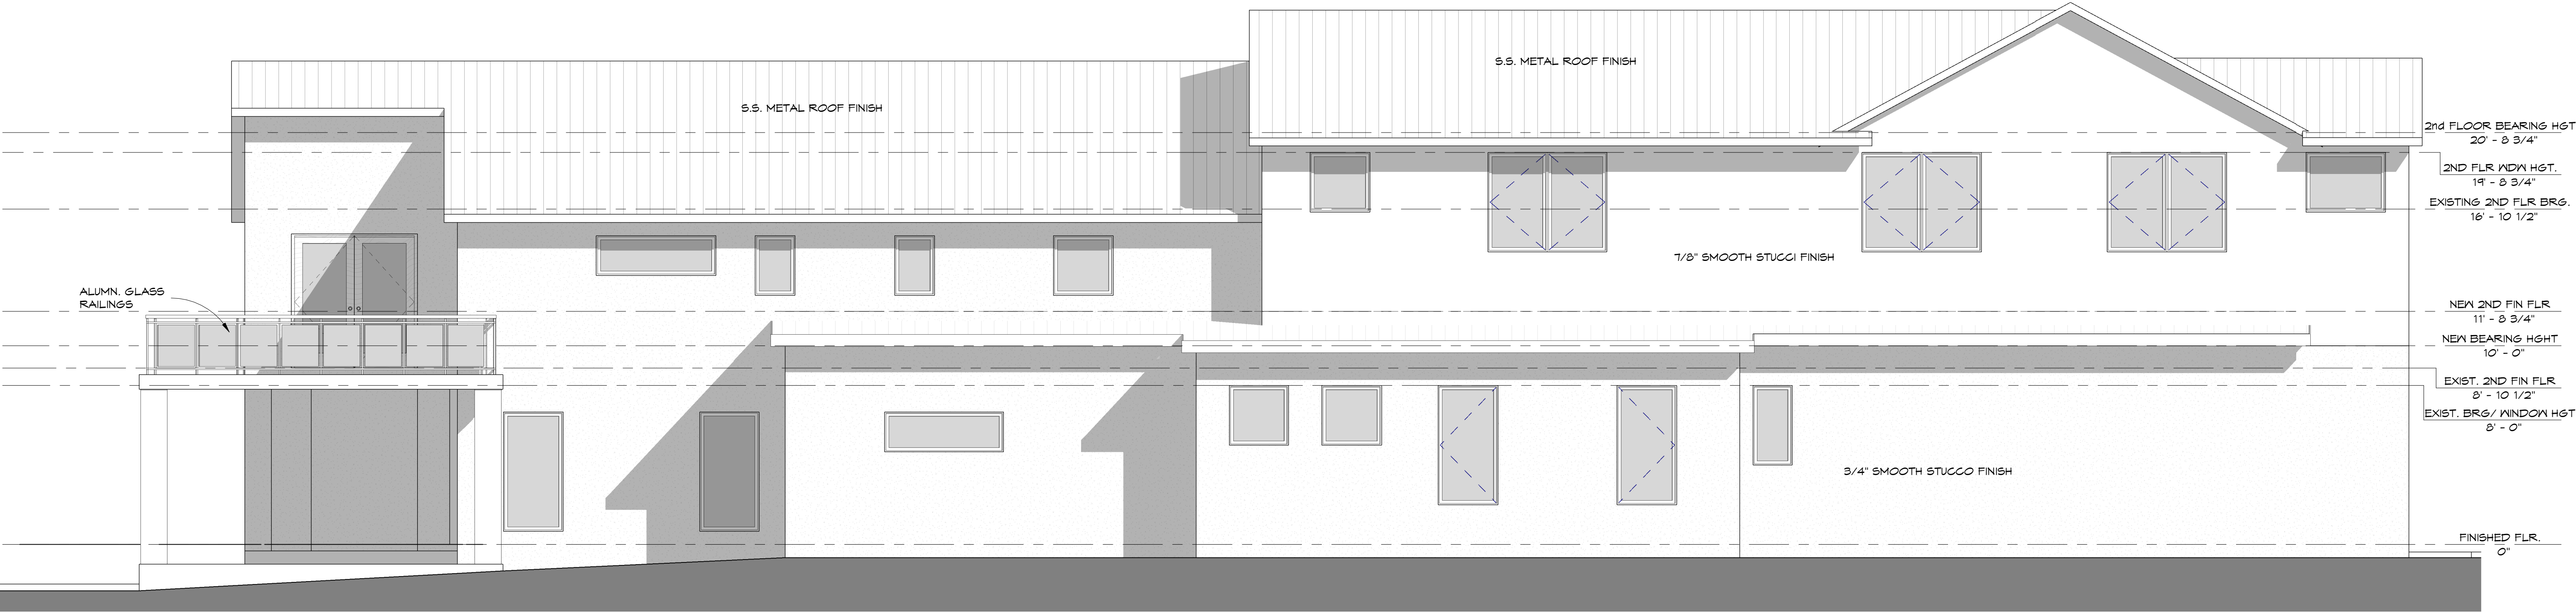 S.S. METAL ROOF FINISH
S.S. METAL ROOF FINISH
2nd FLOOR BEARING HGT
20' - 8 3/4"
2ND FLR WDW HGT.
19' - 8 3/4"
EXISTING 2ND FLR BRG.
16' - 10 1/2"
7/8" SMOOTH STUCCI FINISH
ALUMN. GLASS
RAILINGS
NEW 2ND FIN FLR
11' - 8 3/4"
NEW BEARING HGHT
10' - 0"
EXIST. 2ND FIN FLR
8' - 10 1/2"
EXIST. BRG/ WINDOW HGT
8' - 0"
3/4" SMOOTH STUCCO FINISH
FINISHED FLR.
0"